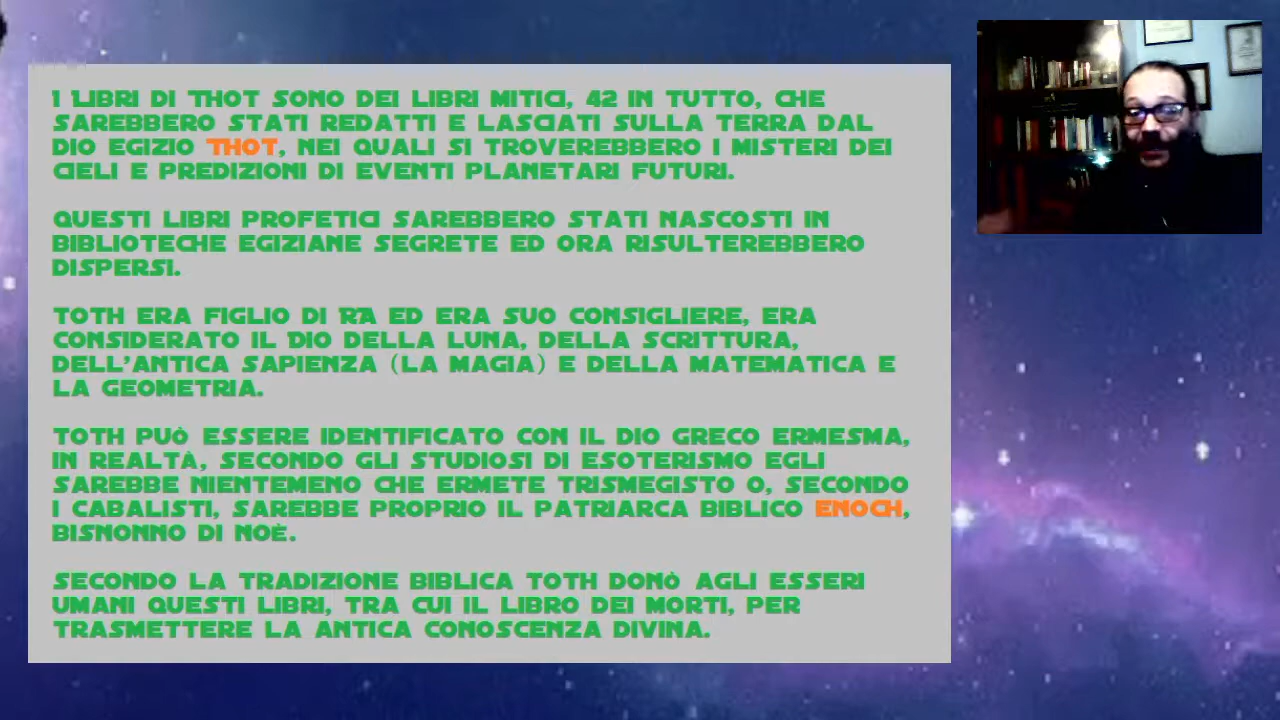 I LIBRI DI THOT SONO DEI LIBRI MITICI, 42 IN TUTTO, CHE
SAREBBERO STATI REDATTI E LASCIATI SULLA TERRA DAL
DIO EGIZIO THOT, NEI QUALI SI TROVEREBBERO I MISTERI DEI
CIELI E PREDIZIONI DI EVENTI PLANETARI FUTURI.
QUESTI LIBRI PROFETICI SAREBBERO STATI NASCOSTI IN
BIBLIOTECHE EGIZIANE SEGRETE ED ORA RISULTEREBBERO
DISPERSI.
TOTH ERA FIGLIO DI RA ED ERA SUO CONSIGLIERE, ERA
CONSIDERATO IL DIO DELLA LUNA, DELLA SCRITTURA,
DELL'ANTICA SAPIENZA (LA MAGIA) E DELLA MATEMATICA E
LA GEOMETRIA.
TOTH PUÒ ESSERE IDENTIFICATO CON IL DIO GRECO ERMESMA,
IN REALTÀ, SECONDO GLI STUDIOSI DI ESOTERISMO EGLI
SAREBBE NIENTEMENO CHE ERMETE TRISMEGISTO O, SECONDO
I CABALISTI, SAREBBE PROPRIO IL PATRIARCA BIBLICO ENOCH,
BISNONNO DI NOÈ.
SECONDO LA TRADIZIONE BIBLICA TOTH DONÒ AGLI ESSERI
UMANI QUESTI LIBRI, TRA CUI IL LIBRO DEI MORTI, PER
TRASMETTERE LA ANTICA CONOSCENZA DIVINA.